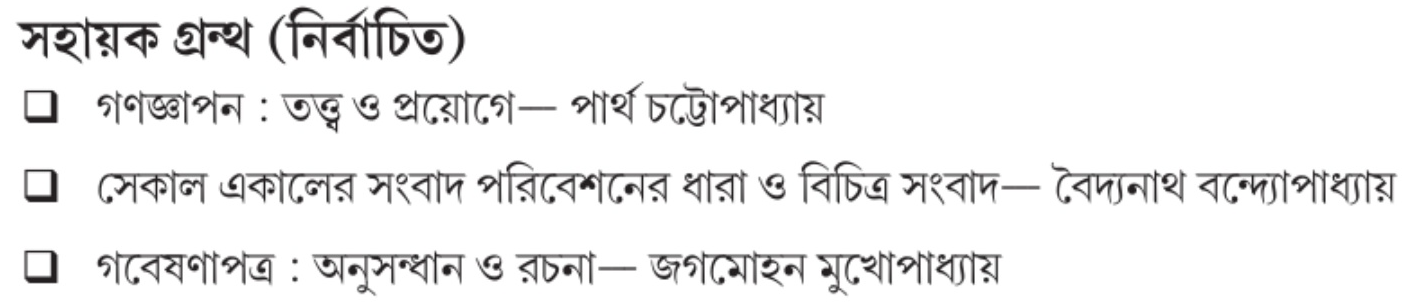 সহায়ক গ্রন্থ (নির্বাচিত)
❑ গণজ্ঞাপন : তত্ত্ব ও প্রয়োগে— পার্থ চট্টোপাধ্যায়
❑ সেকাল একালের সংবাদ পরিবেশনের ধারা ও বিচিত্র সংবাদ— বৈদ্যনাথ বন্দ্যোপাধ্যায়
❑ গবেষণাপত্র : অনুসন্ধান ও রচনা— জগমোহন মুখোপাধ্যায়